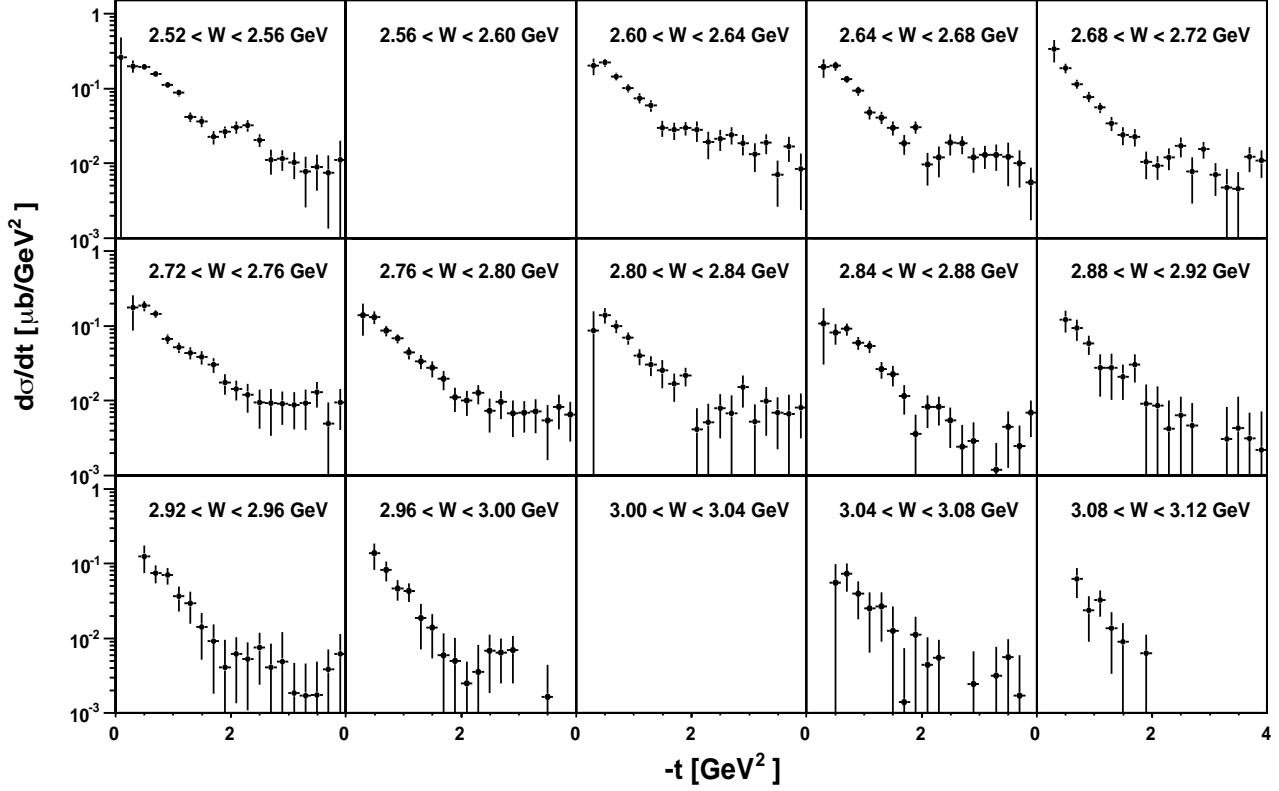 1
2.52 < W < 2.56 GeV
2.56 < W < 2.60 GeV
2.60 < W < 2.64 GeV
2.64 < W < 2.68 GeV
2.68 < W < 2.72 GeV
10⁻¹
10⁻²
10⁻³
dσ/dt [ μb/GeV² ]
1
2.72 < W < 2.76 GeV
2.76 < W < 2.80 GeV
2.80 < W < 2.84 GeV
2.84 < W < 2.88 GeV
2.88 < W < 2.92 GeV
10⁻¹
10⁻²
10⁻³
1
2.92 < W < 2.96 GeV
2.96 < W < 3.00 GeV
3.00 < W < 3.04 GeV
3.04 < W < 3.08 GeV
3.08 < W < 3.12 GeV
10⁻¹
10⁻²
10⁻³
0 2 0 2 0 2 0 2 0 2 4
-t [GeV² ]